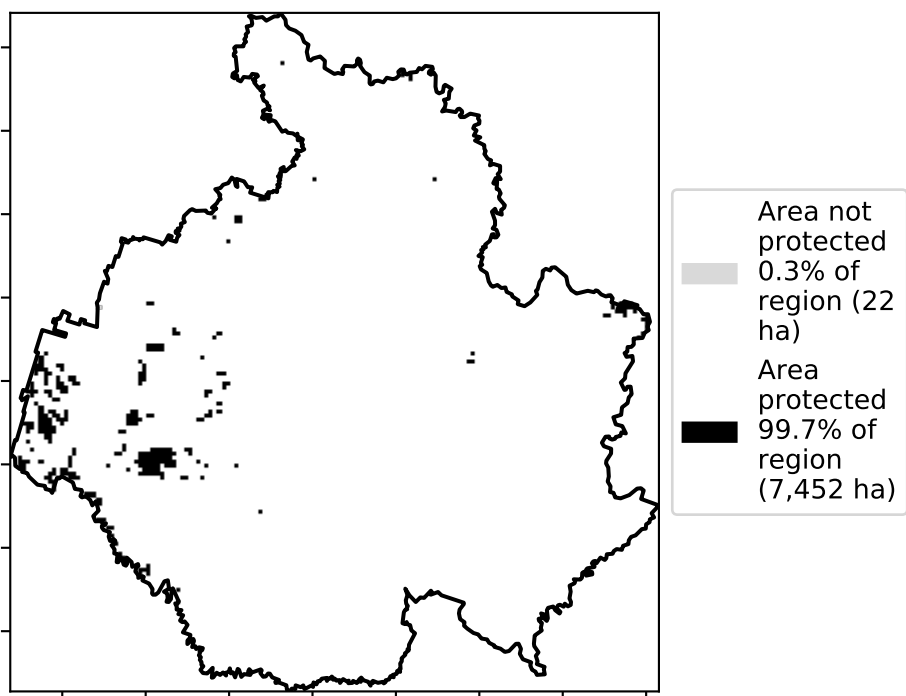 Area not
protected
0.3% of
region (22
ha)
Area
protected
99.7% of
region
(7,452 ha)